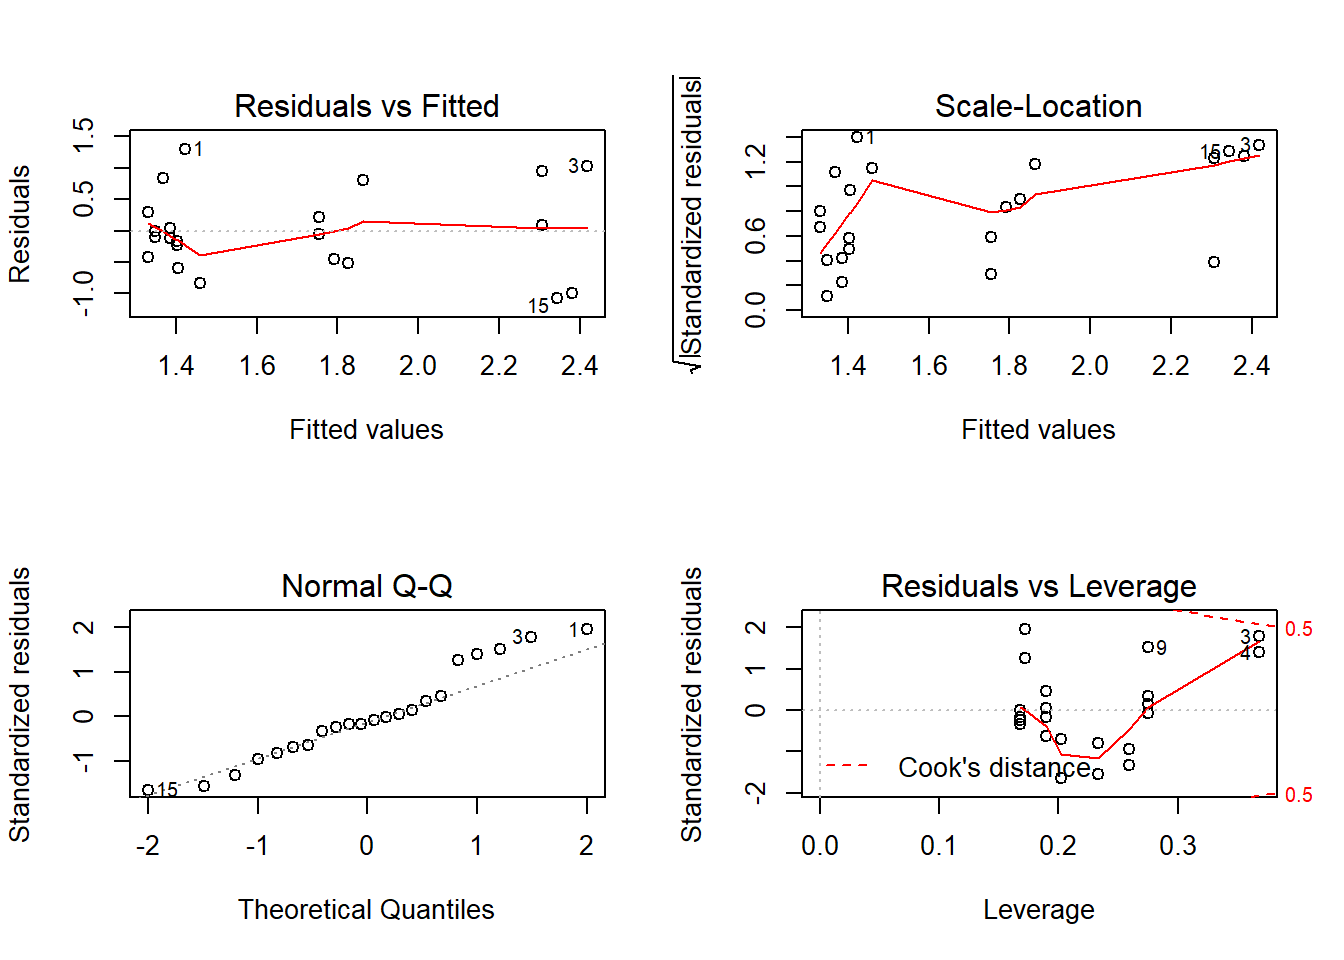 Residuals vs Fitted
Residuals
1.5
0.5
-1.0
1
3
15
1.4 1.6 1.8 2.0 2.2 2.4
Fitted values
Scale-Location
√|Standardized residuals|
1.2
0.6
0.0
1
15
3
1.4 1.6 1.8 2.0 2.2 2.4
Fitted values
Normal Q-Q
Standardized residuals
2
1
0
-1
3
1
15
-2 -1 0 1 2
Theoretical Quantiles
Residuals vs Leverage
Standardized residuals
2
1
0
-2
9
3
4
0.5
0.5
Cook's distance
0.0 0.1 0.2 0.3
Leverage